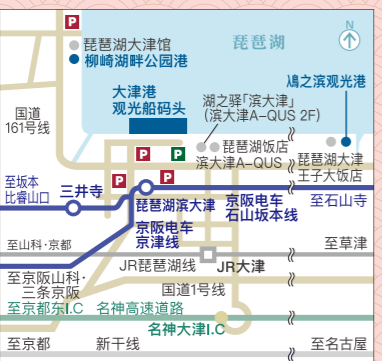 P
N
琵琶湖大津馆
柳崎湖畔公园港
琵琶湖
大津港
观光船码头
之滨观光港
湖之驿「滨大津」
（滨大津A-QUS 2F）
国道
161号线
琵琶湖饭店
滨大津A-QUS
琵琶湖大津
王子大饭店
P
P
P
P
至坂本
比睿山口
三井寺
琵琶湖滨大津
京阪电车
石山坂本线
至石山寺
京阪电车
京津线
至山科·京都
至草津
JR琵琶湖线
JR大津
至京阪山科·
三条京阪
国道1号线
至京都东I.C
名神高速道路
名神大津I.C
至京都
新干线
至名古屋